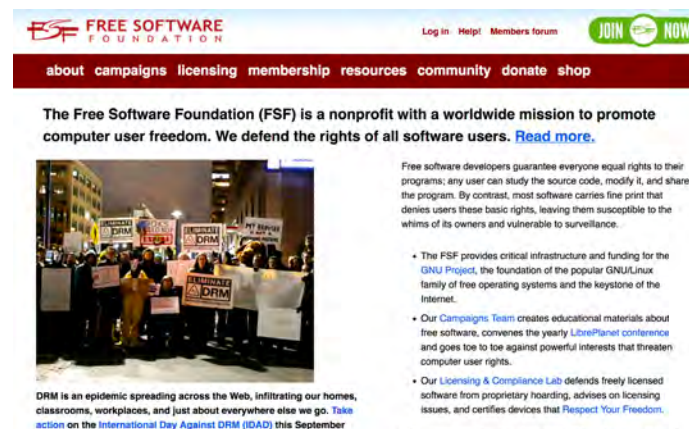 FREE SOFTWARE
FOUNDATION
Log in Help! Members forum
JOIN FSF NOW
about campaigns licensing membership resources community donate shop
The Free Software Foundation (FSF) is a nonprofit with a worldwide mission to promote
computer user freedom. We defend the rights of all software users. Read more.
ELIMINATE
DRM
ELIMINATE
DRM
MY DEVICE
IS NOT A
ELIMINATE
DRM
DRM is an epidemic spreading across the Web, infiltrating our homes,
classrooms, workplaces, and just about everywhere else we go. Take
action on the International Day Against DRM (IDAD) this September
Free software developers guarantee everyone equal rights to their
programs; any user can study the source code, modify it, and share
the program. By contrast, most software carries fine print that
denies users these basic rights, leaving them susceptible to the
whims of its owners and vulnerable to surveillance.
• The FSF provides critical infrastructure and funding for the
GNU Project, the foundation of the popular GNU/Linux
family of free operating systems and the keystone of the
Internet.
• Our Campaigns Team creates educational materials about
free software, convenes the yearly LibrePlanet conference
and goes toe to toe against powerful interests that threaten
computer user rights.
• Our Licensing & Compliance Lab defends freely licensed
software from proprietary hoarding, advises on licensing
issues, and certifies devices that Respect Your Freedom.